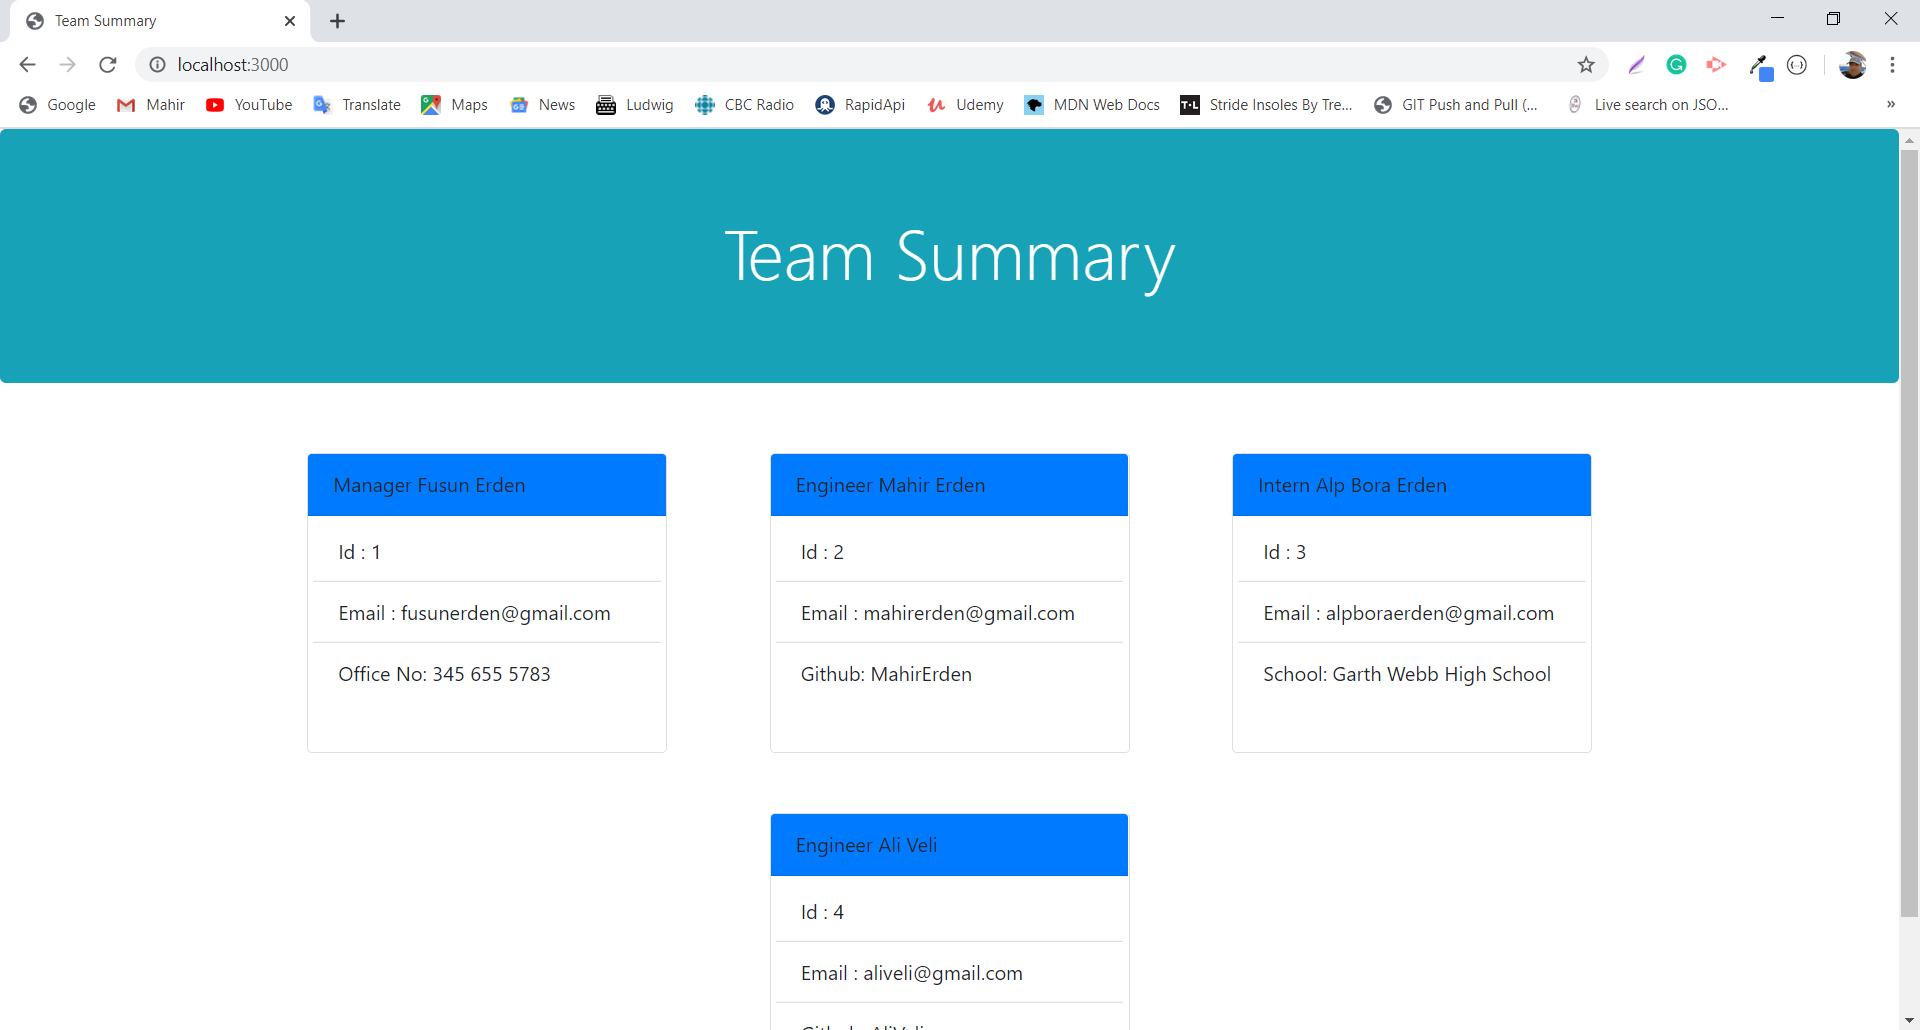 Team Summary
localhost:3000
Google Mahir YouTube Translate Maps News Ludwig CBC Radio RapidApi Udemy MDN Web Docs Stride Insoles By Tre... GIT Push and Pull (... Live search on JSO... »
Team Summary
Manager Fusun Erden
Id : 1
Email : fusunerden@gmail.com
Office No: 345 655 5783
Engineer Mahir Erden
Id : 2
Email : mahirerden@gmail.com
Github: MahirErden
Intern Alp Bora Erden
Id : 3
Email : alpboraerden@gmail.com
School: Garth Webb High School
Engineer Ali Veli
Id : 4
Email : aliveli@gmail.com